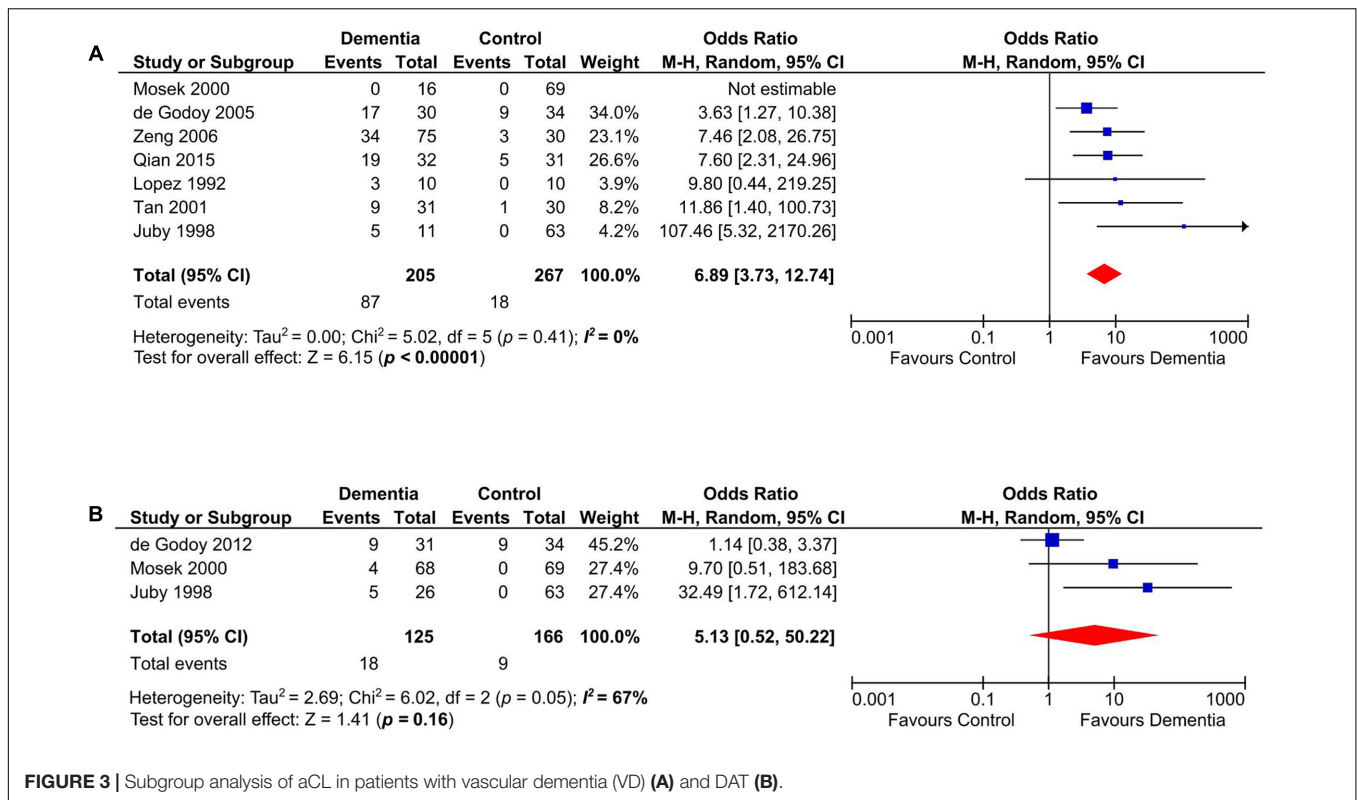 A
Dementia Control Odds Ratio Odds Ratio
Study or Subgroup Events Total Events Total Weight M-H, Random, 95% CI M-H, Random, 95% CI
Mosek 2000 0 16 0 69 Not estimable
de Godoy 2005 17 30 9 34 34.0% 3.63 [1.27, 10.38]
Zeng 2006 34 75 3 30 23.1% 7.46 [2.08, 26.75]
Qian 2015 19 32 5 31 26.6% 7.60 [2.31, 24.96]
Lopez 1992 3 10 0 10 3.9% 9.80 [0.44, 219.25]
Tan 2001 9 31 1 30 8.2% 11.86 [1.40, 100.73]
Juby 1998 5 11 0 63 4.2% 107.46 [5.32, 2170.26]
Total (95% CI) 205 267 100.0% 6.89 [3.73, 12.74]
Total events 87 18
Heterogeneity: Tau² = 0.00; Chi² = 5.02, df = 5 (p = 0.41); I² = 0%
Test for overall effect: Z = 6.15 (p < 0.00001)
0.001 0.1 1 10 1000
Favours Control Favours Dementia
B
Dementia Control Odds Ratio Odds Ratio
Study or Subgroup Events Total Events Total Weight M-H, Random, 95% CI M-H, Random, 95% CI
de Godoy 2012 9 31 9 34 45.2% 1.14 [0.38, 3.37]
Mosek 2000 4 68 0 69 27.4% 9.70 [0.51, 183.68]
Juby 1998 5 26 0 63 27.4% 32.49 [1.72, 612.14]
Total (95% CI) 125 166 100.0% 5.13 [0.52, 50.22]
Total events 18 9
Heterogeneity: Tau² = 2.69; Chi² = 6.02, df = 2 (p = 0.05); I² = 67%
Test for overall effect: Z = 1.41 (p = 0.16)
0.001 0.1 1 10 1000
Favours Control Favours Dementia
FIGURE 3 | Subgroup analysis of aCL in patients with vascular dementia (VD) (A) and DAT (B).